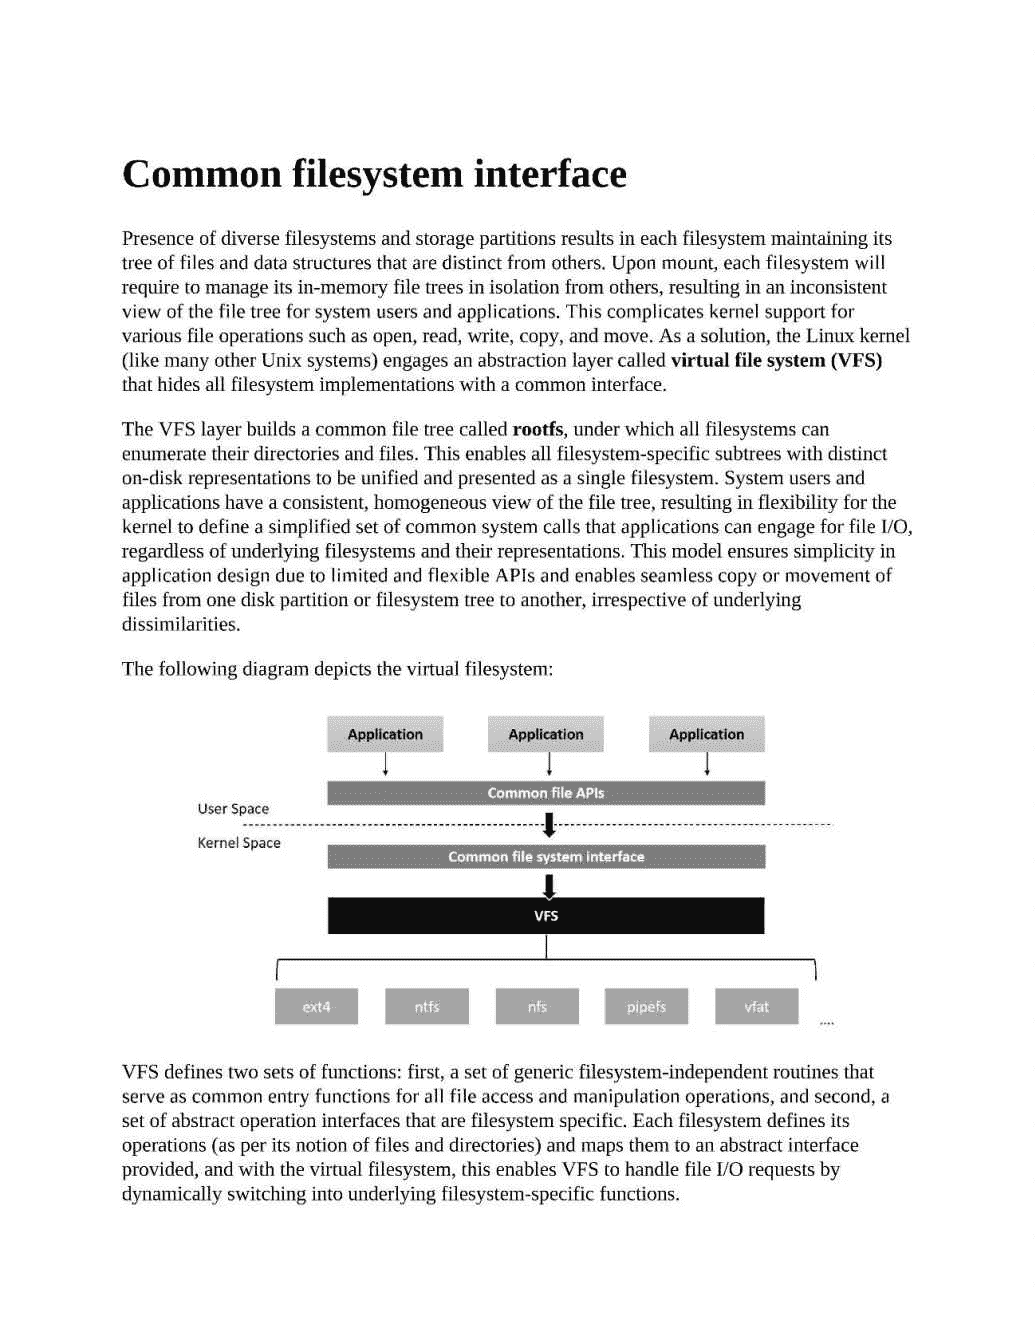 Common filesystem interface
Presence of diverse filesystems and storage partitions results in each filesystem maintaining its
tree of files and data structures that are distinct from others. Upon mount, each filesystem will
require to manage its in-memory file trees in isolation from others, resulting in an inconsistent
view of the file tree for system users and applications. This complicates kernel support for
various file operations such as open, read, write, copy, and move. As a solution, the Linux kernel
(like many other Unix systems) engages an abstraction layer called virtual file system (VFS)
that hides all filesystem implementations with a common interface.
The VFS layer builds a common file tree called rootfs, under which all filesystems can
enumerate their directories and files. This enables all filesystem-specific subtrees with distinct
on-disk representations to be unified and presented as a single filesystem. System users and
applications have a consistent, homogeneous view of the file tree, resulting in flexibility for the
kernel to define a simplified set of common system calls that applications can engage for file I/O,
regardless of underlying filesystems and their representations. This model ensures simplicity in
application design due to limited and flexible APIs and enables seamless copy or movement of
files from one disk partition or filesystem tree to another, irrespective of underlying
dissimilarities.
The following diagram depicts the virtual filesystem:
Application Application Application
Common file APIs
User Space
Kernel Space
Common file system interface
VFS
ext4 ntfs nfs pipefs vfat ....
VFS defines two sets of functions: first, a set of generic filesystem-independent routines that
serve as common entry functions for all file access and manipulation operations, and second, a
set of abstract operation interfaces that are filesystem specific. Each filesystem defines its
operations (as per its notion of files and directories) and maps them to an abstract interface
provided, and with the virtual filesystem, this enables VFS to handle file I/O requests by
dynamically switching into underlying filesystem-specific functions.